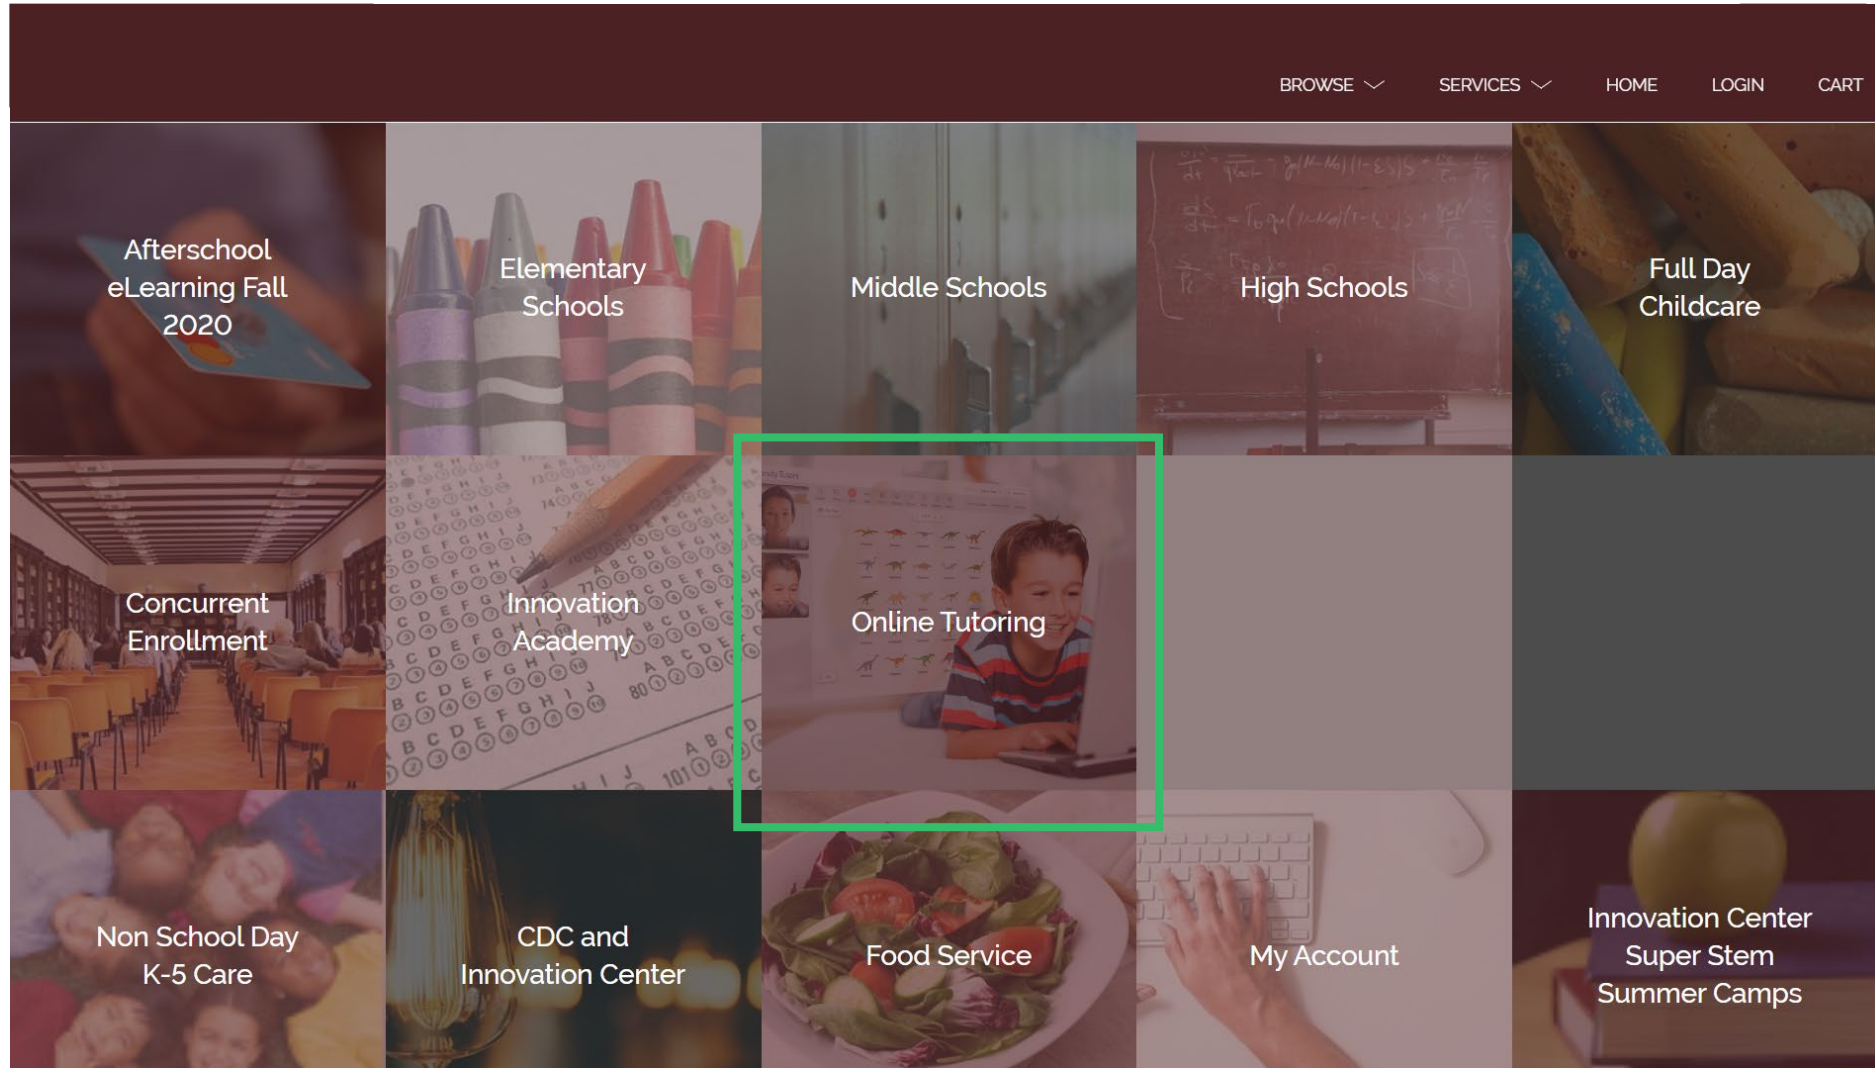 BROWSE SERVICES HOME LOGIN CART
Afterschool
eLearning Fall
2020
Elementary
Schools
Middle Schools
High Schools
Full Day
Childcare
Concurrent
Enrollment
Innovation
Academy
Online Tutoring
Non School Day
K-5 Care
CDC and
Innovation Center
Food Service
My Account
Innovation Center
Super Stem
Summer Camps